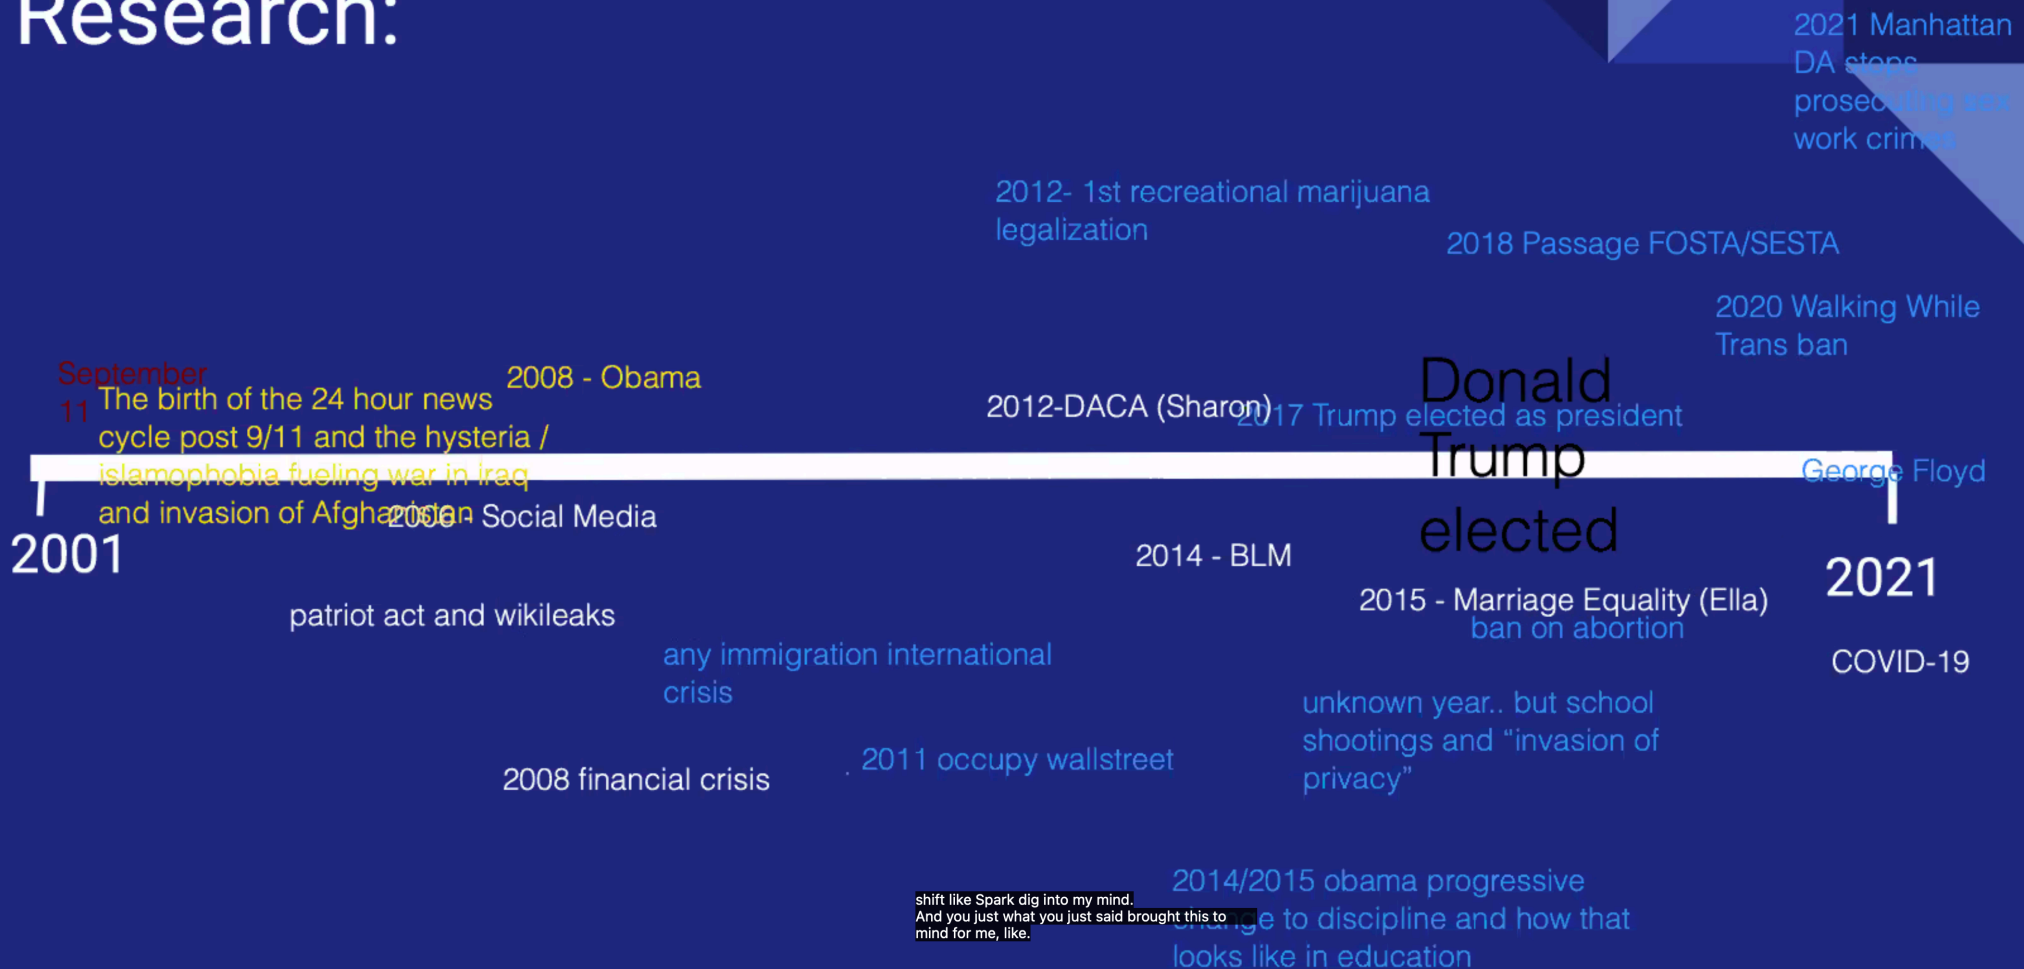 Research:
2021 Manhattan
DA stops
prosecuting sex
work crimes
2012- 1st recreational marijuana
legalization
2018 Passage FOSTA/SESTA
2020 Walking While
Trans ban
September
11
The birth of the 24 hour news
cycle post 9/11 and the hysteria /
islamophobia fueling war in iraq
and invasion of Afghanistan
2008 - Obama
2012-DACA (Sharon)
2017 Trump elected as president
Donald
Trump
elected
George Floyd
2006 - Social Media
2001
2014 - BLM
2021
2015 - Marriage Equality (Ella)
ban on abortion
patriot act and wikileaks
COVID-19
any immigration international
crisis
unknown year.. but school
shootings and “invasion of
privacy”
2011 occupy wallstreet
2008 financial crisis
2014/2015 obama progressive
change to discipline and how that
looks like in education
shift like Spark dig into my mind.
And you just what you just said brought this to
mind for me, like.